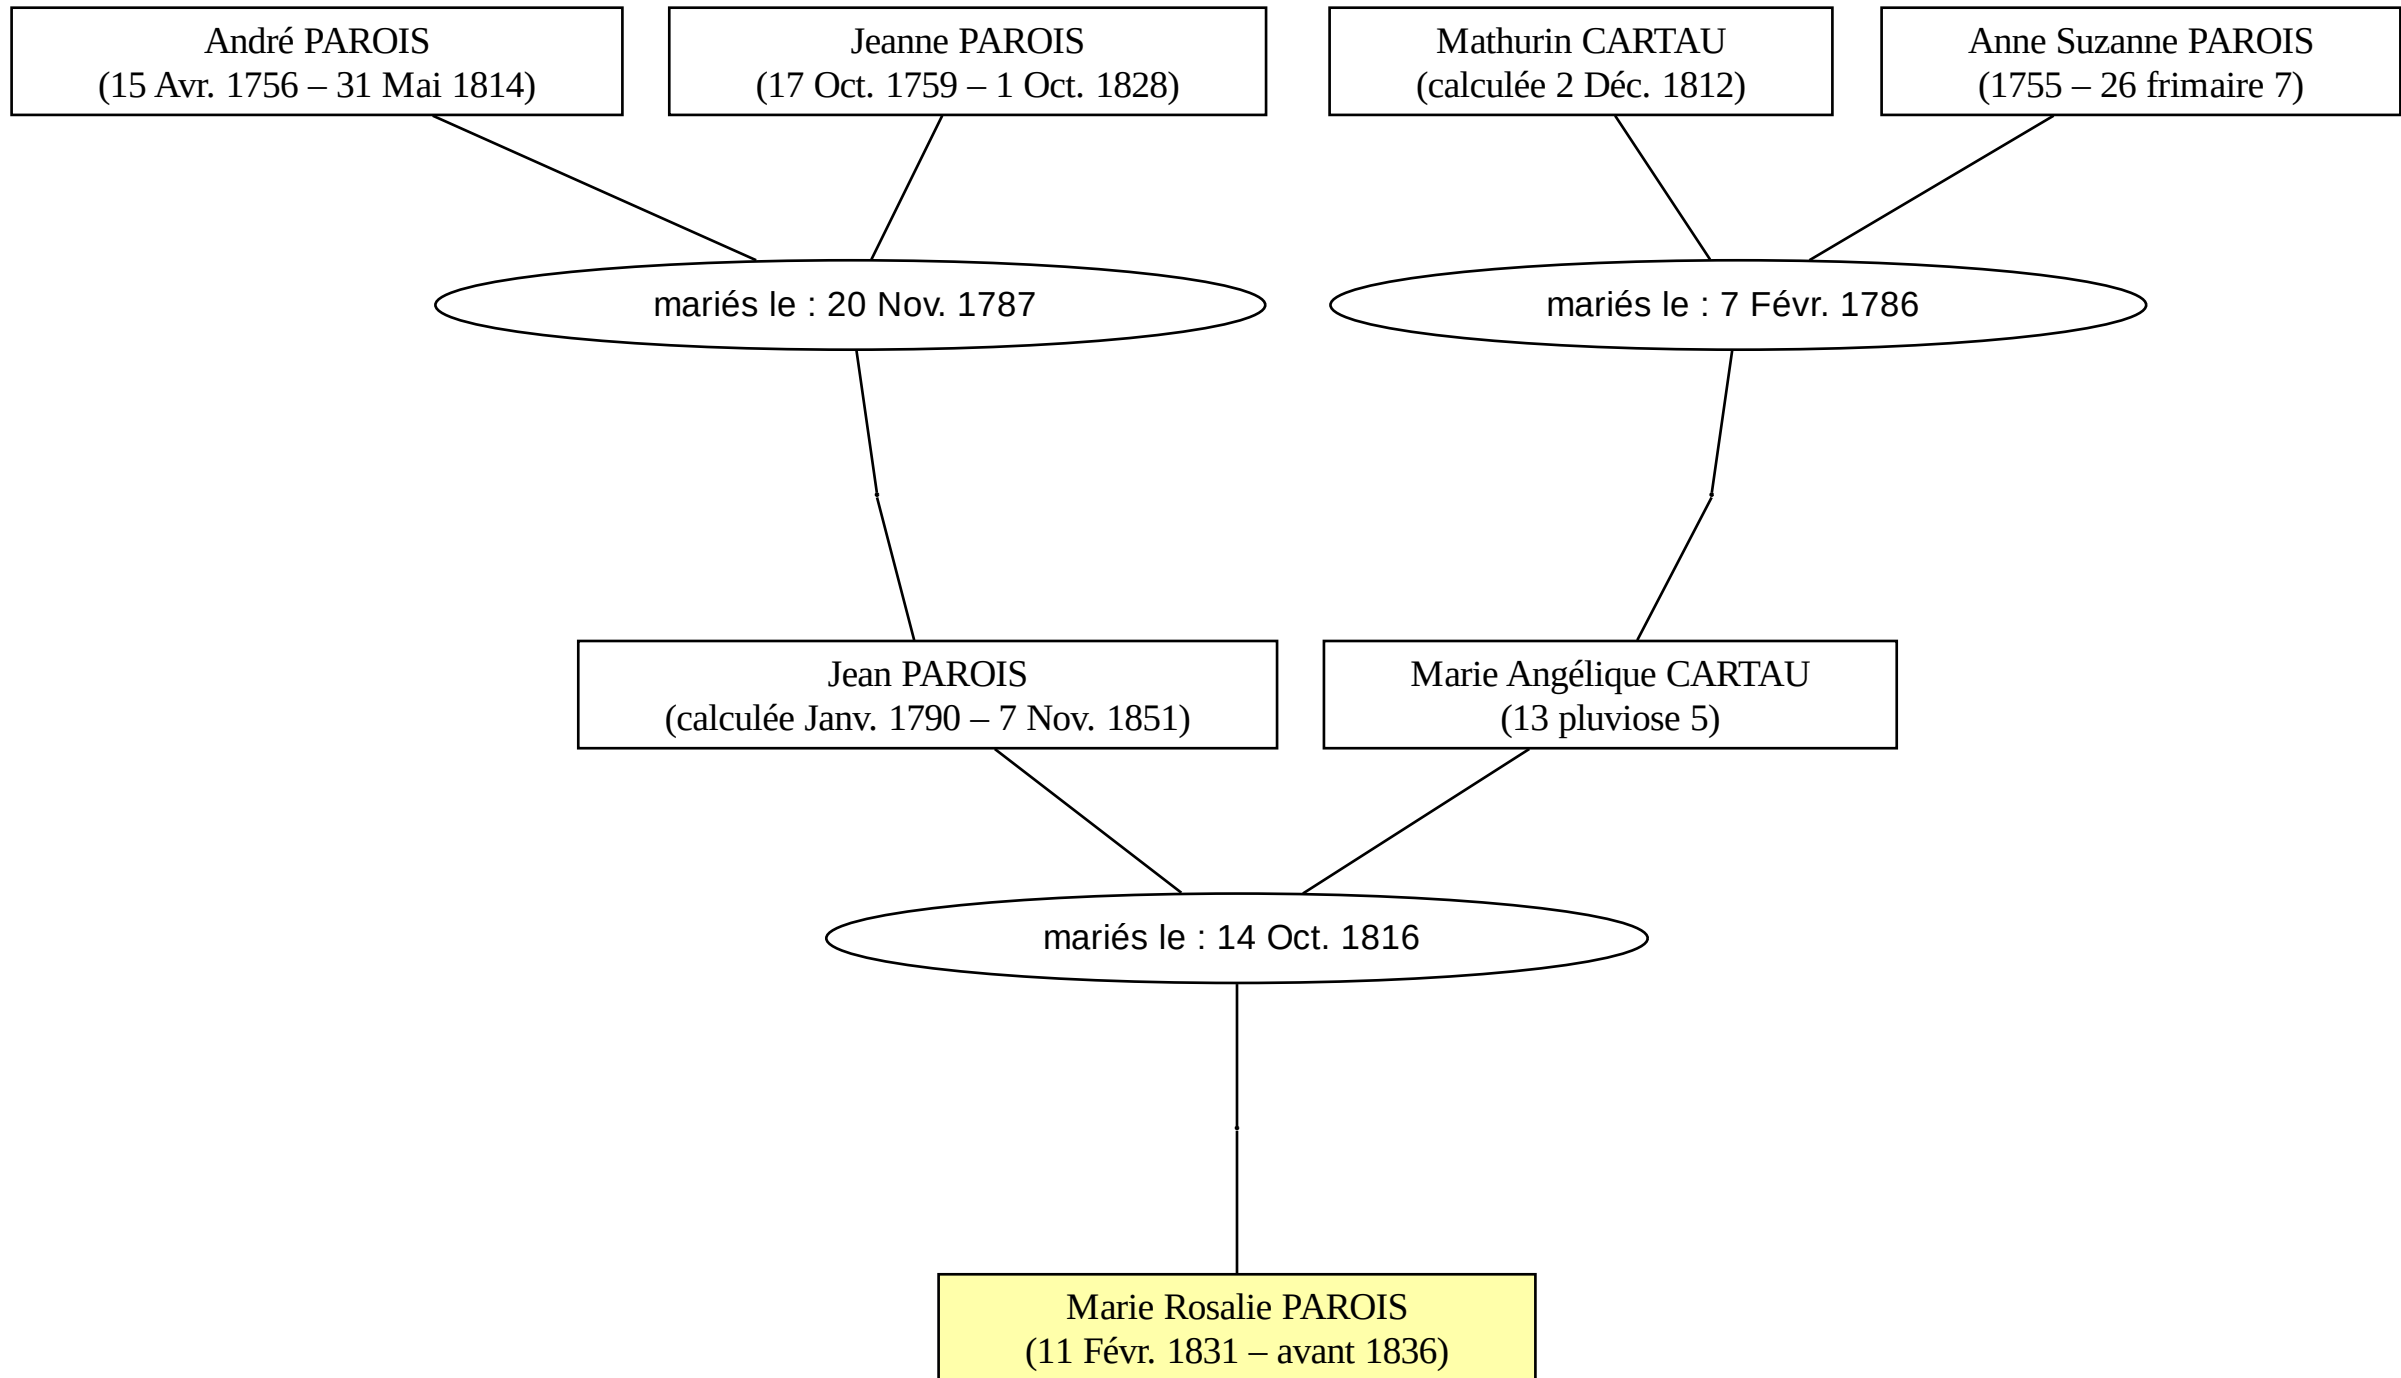 André PAROIS
(15 Avr. 1756 – 31 Mai 1814)
Jeanne PAROIS
(17 Oct. 1759 – 1 Oct. 1828)
Mathurin CARTAU
(calculée 2 Déc. 1812)
Anne Suzanne PAROIS
(1755 – 26 frimaire 7)
mariés le : 20 Nov. 1787
mariés le : 7 Févr. 1786
Jean PAROIS
(calculée Janv. 1790 – 7 Nov. 1851)
Marie Angélique CARTAU
(13 pluviose 5)
mariés le : 14 Oct. 1816
Marie Rosalie PAROIS
(11 Févr. 1831 – avant 1836)